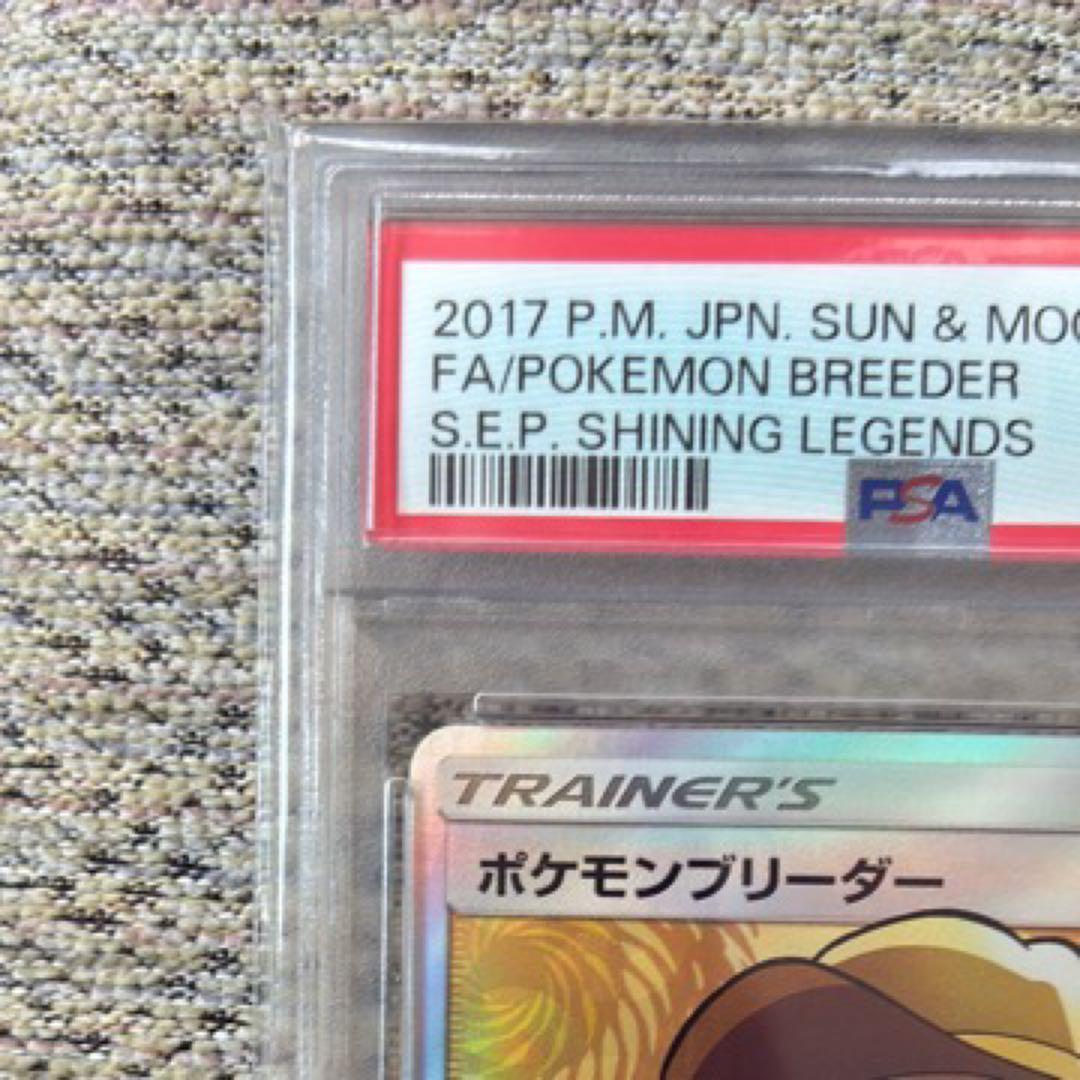 2017 P.M. JPN. SUN &
FA/POKEMON BREEDER
S.E.P. SHINING LEGENDS
PSA
TRAINER'S
ポケモンブリーダー